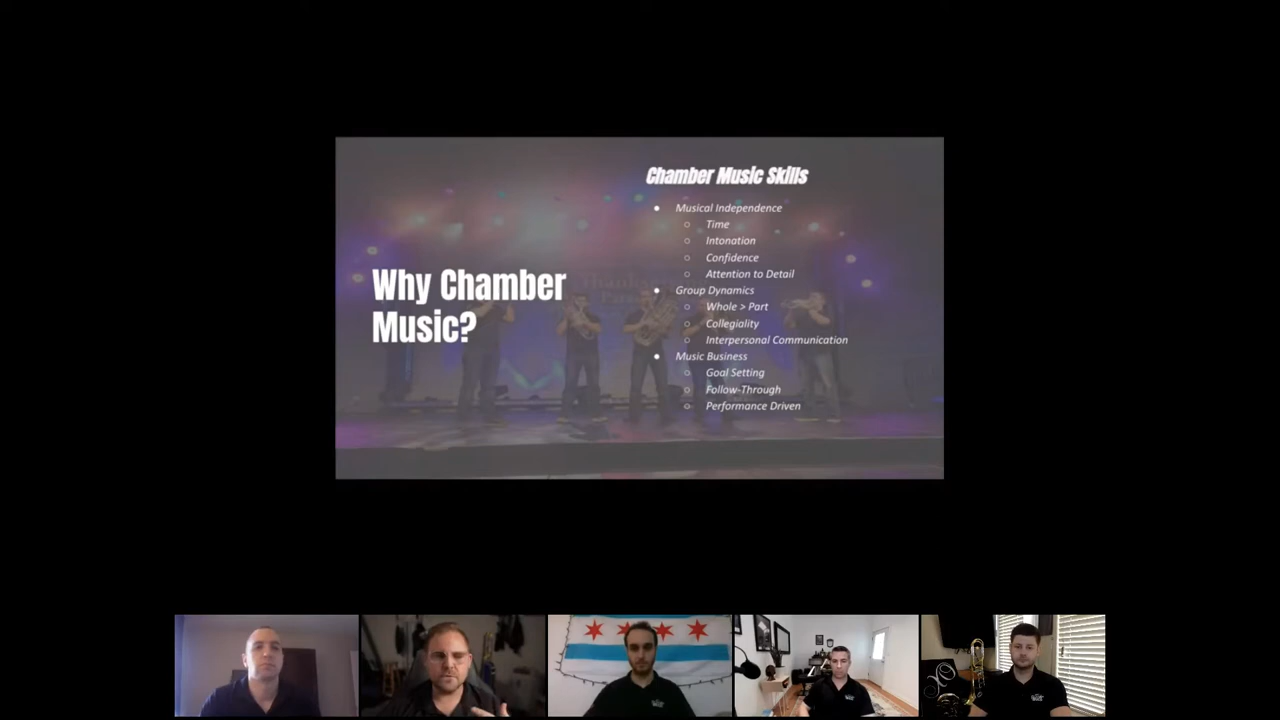 Why Chamber
Music?
Chamber Music Skills
● Musical Independence
○ Time
○ Intonation
○ Confidence
○ Attention to Detail
● Group Dynamics
○ Whole > Part
○ Collegiality
○ Interpersonal Communication
● Music Business
○ Goal Setting
○ Follow-Through
○ Performance Driven